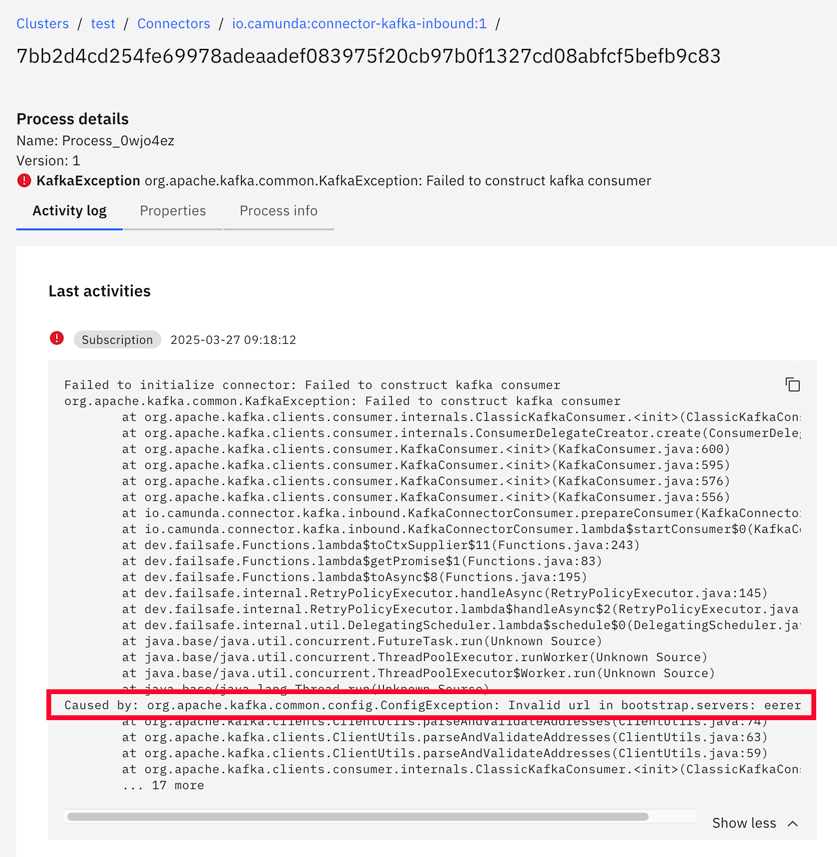 Clusters / test / Connectors / io.camunda:connector-kafka-inbound:1 /
7bb2d4cd254fe69978adeaadef083975f20cb97b0f1327cd08abfcf5befb9c83
Process details
Name: Process_0wjo4ez
Version: 1
KafkaException org.apache.kafka.common.KafkaException: Failed to construct kafka consumer
Activity log Properties Process info
Last activities
Subscription 2025-03-27 09:18:12
Failed to initialize connector: Failed to construct kafka consumer
org.apache.kafka.common.KafkaException: Failed to construct kafka consumer
at org.apache.kafka.clients.consumer.internals.ClassicKafkaConsumer.<init>(ClassicKafkaCons
at org.apache.kafka.clients.consumer.internals.ConsumerDelegateCreator.create(ConsumerDeleg
at org.apache.kafka.clients.consumer.KafkaConsumer.<init>(KafkaConsumer.java:600)
at org.apache.kafka.clients.consumer.KafkaConsumer.<init>(KafkaConsumer.java:595)
at org.apache.kafka.clients.consumer.KafkaConsumer.<init>(KafkaConsumer.java:576)
at org.apache.kafka.clients.consumer.KafkaConsumer.<init>(KafkaConsumer.java:556)
at io.camunda.connector.kafka.inbound.KafkaConnectorConsumer.prepareConsumer(KafkaConnector
at io.camunda.connector.kafka.inbound.KafkaConnectorConsumer.lambda$startConsumer$0(KafkaCo
at dev.failsafe.Functions.lambda$toCtxSupplier$11(Functions.java:243)
at dev.failsafe.Functions.lambda$getPromise$1(Functions.java:83)
at dev.failsafe.Functions.lambda$toAsync$8(Functions.java:195)
at dev.failsafe.internal.RetryPolicyExecutor.handleAsync(RetryPolicyExecutor.java:145)
at dev.failsafe.internal.RetryPolicyExecutor.lambda$handleAsync$2(RetryPolicyExecutor.java
at dev.failsafe.internal.util.DelegatingScheduler.lambda$schedule$0(DelegatingScheduler.jav
at java.base/java.util.concurrent.FutureTask.run(Unknown Source)
at java.base/java.util.concurrent.ThreadPoolExecutor.runWorker(Unknown Source)
at java.base/java.util.concurrent.ThreadPoolExecutor$Worker.run(Unknown Source)
at java.base/java.lang.Thread.run(Unknown Source)
Caused by: org.apache.kafka.common.config.ConfigException: Invalid url in bootstrap.servers: eerer
at org.apache.kafka.clients.ClientUtils.parseAndValidateAddresses(ClientUtils.java:74)
at org.apache.kafka.clients.ClientUtils.parseAndValidateAddresses(ClientUtils.java:63)
at org.apache.kafka.clients.ClientUtils.parseAndValidateAddresses(ClientUtils.java:59)
at org.apache.kafka.clients.consumer.internals.ClassicKafkaConsumer.<init>(ClassicKafkaCons
... 17 more
Show less